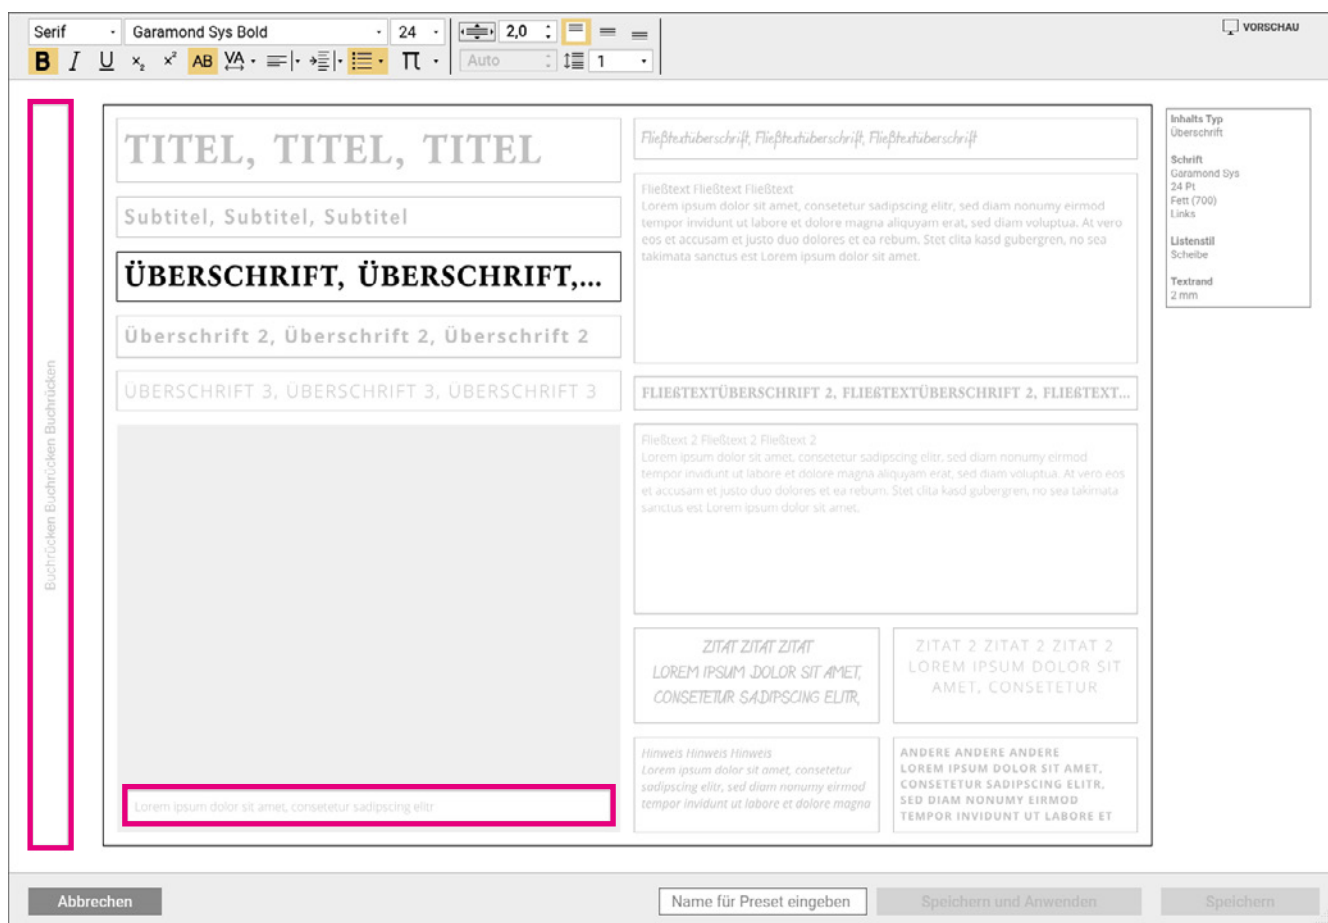 Serif
Garamond Sys Bold
24
2,0
VORSCHAU
B I U x₂ x² AB VA π
Auto
1
Buchrücken Buchrücken Buchrücken
TITEL, TITEL, TITEL
Subtitel, Subtitel, Subtitel
ÜBERSCHRIFT, ÜBERSCHRIFT,...
Überschrift 2, Überschrift 2, Überschrift 2
ÜBERSCHRIFT 3, ÜBERSCHRIFT 3, ÜBERSCHRIFT 3
Lorem ipsum dolor sit amet, consetetur sadipscing elitr
Fließtextüberschrift, Fließtextüberschrift, Fließtextüberschrift
Fließtext Fließtext Fließtext
Lorem ipsum dolor sit amet, consetetur sadipscing elitr, sed diam nonumy eirmod
tempor invidunt ut labore et dolore magna aliquyam erat, sed diam voluptua. At vero
eos et accusam et justo duo dolores et ea rebum. Stet clita kasd gubergren, no sea
takimata sanctus est Lorem ipsum dolor sit amet.
FLIEßTEXTÜBERSCHRIFT 2, FLIEßTEXTÜBERSCHRIFT 2, FLIEßTEXT...
Fließtext 2 Fließtext 2 Fließtext 2
Lorem ipsum dolor sit amet, consetetur sadipscing elitr, sed diam nonumy eirmod
tempor invidunt ut labore et dolore magna aliquyam erat, sed diam voluptua. At vero eos
et accusam et justo duo dolores et ea rebum. Stet clita kasd gubergren, no sea takimata
sanctus est Lorem ipsum dolor sit amet.
ZITAT ZITAT ZITAT
LOREM IPSUM DOLOR SIT AMET,
CONSETETUR SADIPSCING ELITR,
ZITAT 2 ZITAT 2 ZITAT 2
LOREM IPSUM DOLOR SIT
AMET, CONSETETUR
Hinweis Hinweis Hinweis
Lorem ipsum dolor sit amet, consetetur
sadipscing elitr, sed diam nonumy eirmod
tempor invidunt ut labore et dolore magna
ANDERE ANDERE ANDERE
LOREM IPSUM DOLOR SIT AMET,
CONSETETUR SADIPSCING ELITR,
SED DIAM NONUMY EIRMOD
TEMPOR INVIDUNT UT LABORE ET
Inhalts Typ
Überschrift
Schrift
Garamond Sys
24 Pt
Fett (700)
Links
Listenstil
Scheibe
Textrand
2 mm
Abbrechen
Name für Preset eingeben
Speichern und Anwenden
Speichern